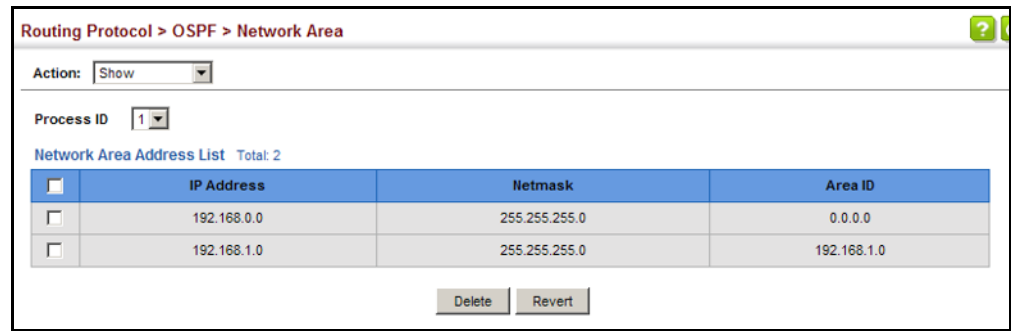 Routing Protocol > OSPF > Network Area
?
Action: Show
Process ID 1
Network Area Address List Total: 2
IP Address Netmask Area ID
192.168.0.0 255.255.255.0 0.0.0.0
192.168.1.0 255.255.255.0 192.168.1.0
Delete Revert